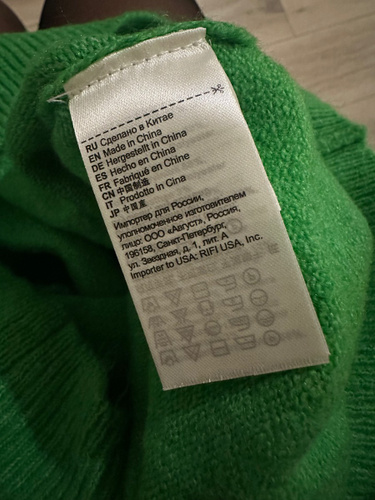 RU Сделано в Китае
EN Made in China
DE Hergestellt in China
ES Hecho en China
FR Fabriqué en Chine
CN 中国制造
IT Prodotto in Cina
JP 中国産
Импортер для России,
уполномоченное изготовителем
лицо: ООО «Август», Россия,
196158, Санкт-Петербург,
ул. Звездная, д. 1, лит. А
Importer to USA: RIFI USA, Inc.